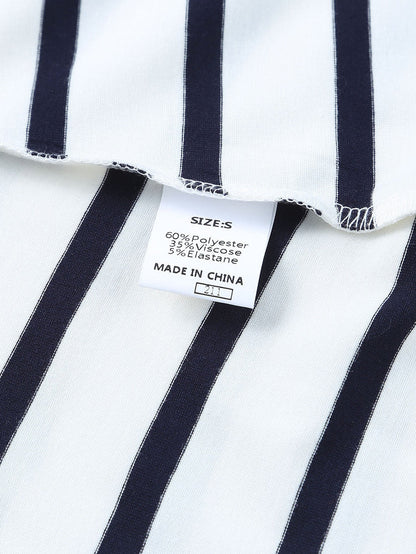 SIZE:S
60%Polyester
35%Viscose
5%Elastane
MADE IN CHINA